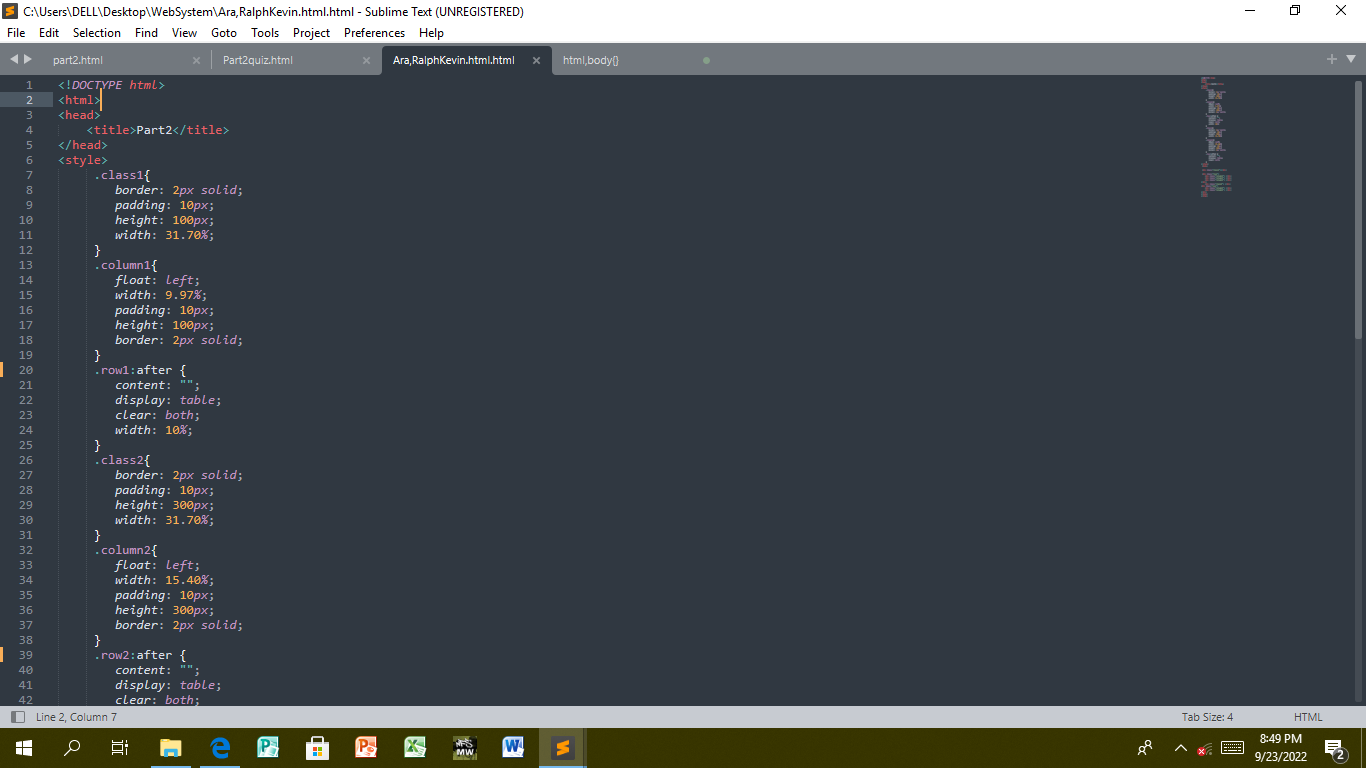 C:\Users\DELL\Desktop\WebSystem\Ara,RalphKevin.html.html - Sublime Text (UNREGISTERED)
File Edit Selection Find View Goto Tools Project Preferences Help
part2.html Part2quiz.html Ara,RalphKevin.html.html html,body{}
1 <!DOCTYPE html>
2 <html>
3 <head>
4 <title>Part2</title>
5 </head>
6 <style>
7 .class1{
8 border: 2px solid;
9 padding: 10px;
10 height: 100px;
11 width: 31.70%;
12 }
13 .column1{
14 float: left;
15 width: 9.97%;
16 padding: 10px;
17 height: 100px;
18 border: 2px solid;
19 }
20 .row1:after {
21 content: "";
22 display: table;
23 clear: both;
24 width: 10%;
25 }
26 .class2{
27 border: 2px solid;
28 padding: 10px;
29 height: 300px;
30 width: 31.70%;
31 }
32 .column2{
33 float: left;
34 width: 15.40%;
35 padding: 10px;
36 height: 300px;
37 border: 2px solid;
38 }
39 .row2:after {
40 content: "";
41 display: table;
42 clear: both;
Line 2, Column 7 Tab Size: 4 HTML
8:49 PM
9/23/2022
2